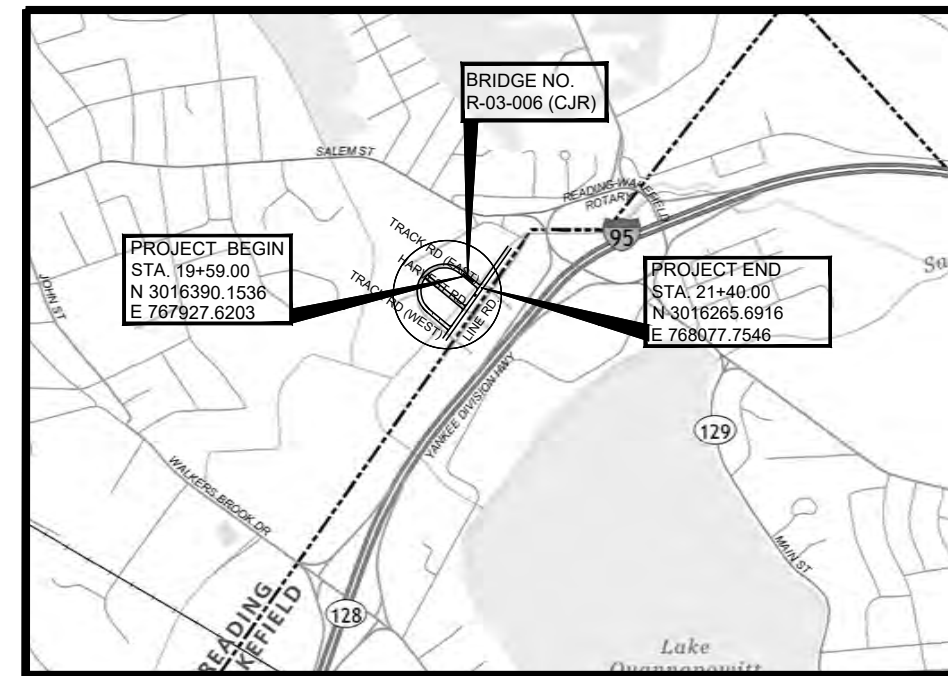 BRIDGE NO.
R-03-006 (CJR)
SALEM ST
READING-WAKEFIELD
ROTARY
95
TRACK RD (EAST)
HARVEST RD
TRACK RD (WEST)
LINE RD.
PROJECT BEGIN
STA. 19+59.00
N 3016390.1536
E 767927.6203
PROJECT END
STA. 21+40.00
N 3016265.6916
E 768077.7546
JOHN ST
YANKEE DIVISION HWY
129
WALKERS BROOK DR
MAIN ST
128
READING
KEFIELD
Lake